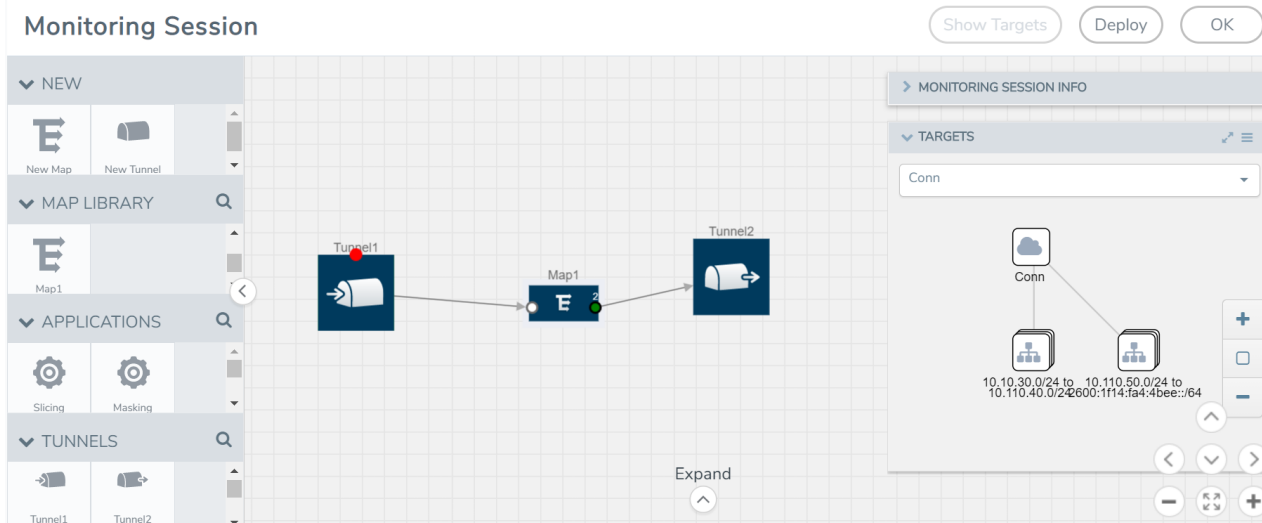 Monitoring Session
Show Targets
Deploy
OK
NEW
New Map
New Tunnel
MAP LIBRARY
Map1
APPLICATIONS
Slicing
Masking
TUNNELS
Tunnel1
Tunnel2
Tunnel1
Map1
2
Tunnel2
Expand
MONITORING SESSION INFO
TARGETS
Conn
Conn
10.10.30.0/24 to
10.110.40.0/24
10.110.50.0/24 to
2600:1f14:fa4:4bee::/64